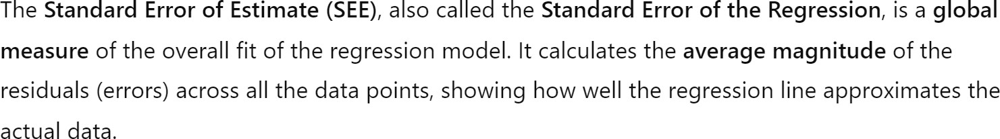 The Standard Error of Estimate (SEE), also called the Standard Error of the Regression, is a global
measure of the overall fit of the regression model. It calculates the average magnitude of the
residuals (errors) across all the data points, showing how well the regression line approximates the
actual data.